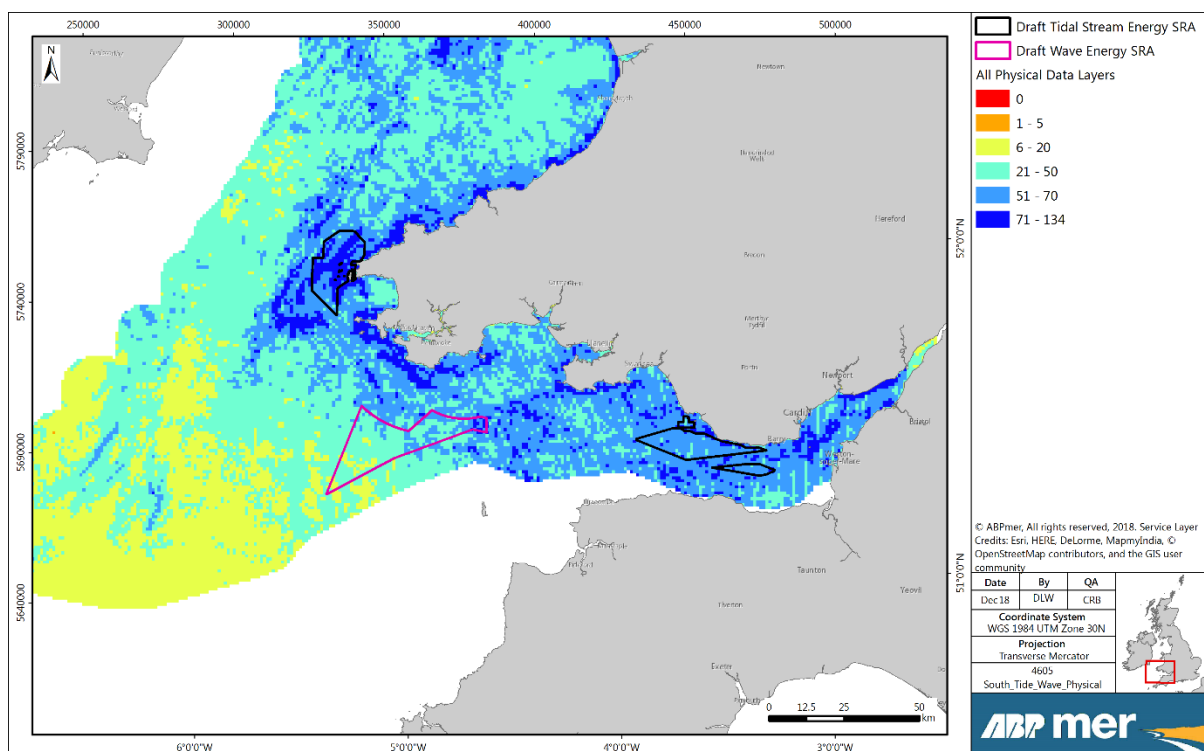 250000 300000 350000 400000 450000 500000
N
Newtown
5790000
Hereford
52°0'0"N
Brecon
5740000
Merthyr
Tydfil
Newport
Cardiff
5690000
Taunton
51°0'0"N
Yeovil
5640000
Tiverton
Exeter
0 12.5 25 50
km
6°0'0"W 5°0'0"W 4°0'0"W 3°0'0"W
Draft Tidal Stream Energy SRA
Draft Wave Energy SRA
All Physical Data Layers
0
1 - 5
6 - 20
21 - 50
51 - 70
71 - 134
© ABPmer, All rights reserved, 2018. Service Layer
Credits: Esri, HERE, DeLorme, MapmyIndia, ©
OpenStreetMap contributors, and the GIS user
community
Date By QA
Dec18 DLW CRB
Coordinate System
WGS 1984 UTM Zone 30N
Projection
Transverse Mercator
4605
South_Tide_Wave_Physical
ABPmer